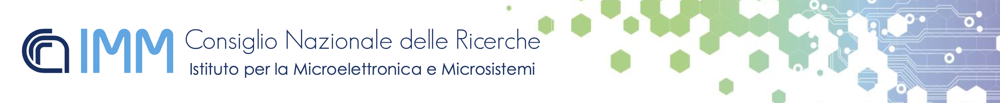 IMM Consiglio Nazionale delle Ricerche
Istituto per la Microelettronica e Microsistemi